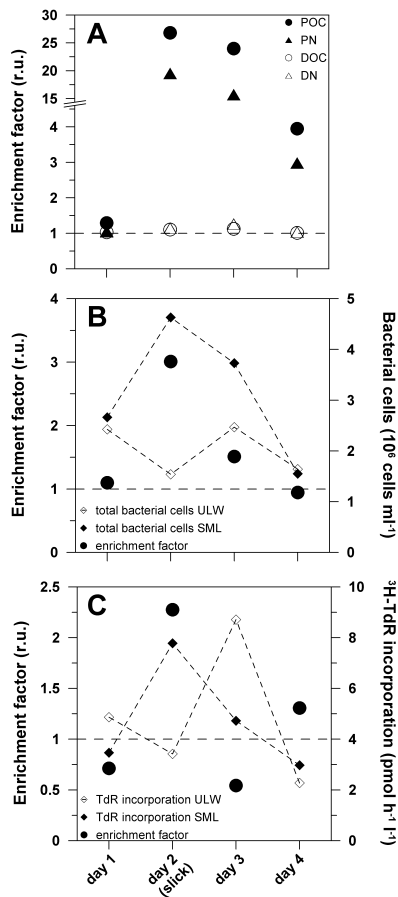 A
Enrichment factor (r.u.)
30
25
20
15
4
3
2
1
0
POC
PN
DOC
DN
B
Enrichment factor (r.u.)
4
3
2
1
0
total bacterial cells ULW
total bacterial cells SML
enrichment factor
5
4
3
2
1
0
Bacterial cells (10⁶ cells ml⁻¹)
C
Enrichment factor (r.u.)
2.5
2
1.5
1
0.5
0
TdR incorporation ULW
TdR incorporation SML
enrichment factor
10
8
6
4
2
0
³H-TdR incorporation (pmol h⁻¹ l⁻¹)
day 1
day 2
(slick)
day 3
day 4